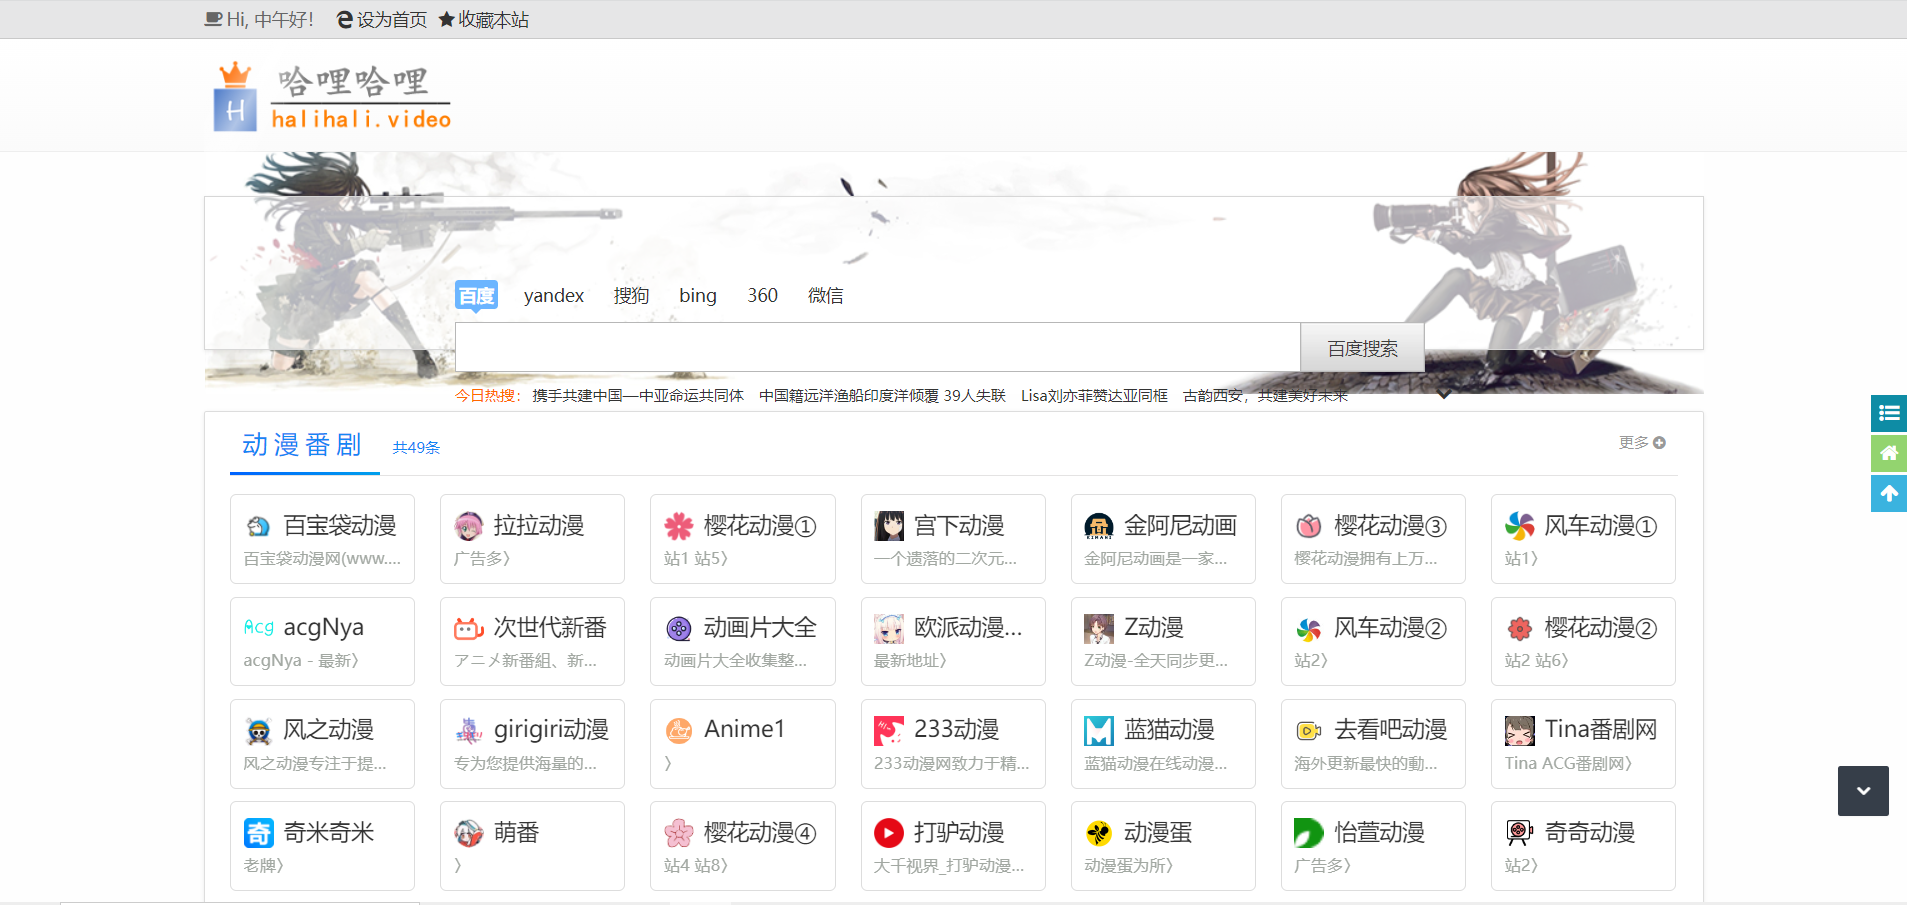 Hi, 中午好！ 设为首页 收藏本站
哈哩哈哩
H
halihali.video
百度 yandex 搜狗 bing 360 微信
百度搜索
今日热搜： 携手共建中国—中亚命运共同体 中国籍远洋渔船印度洋倾覆 39人失联 Lisa刘亦菲赞达亚同框 古韵西安，共建美好未来
动漫番剧 共49条 更多
百宝袋动漫 拉拉动漫 樱花动漫① 宫下动漫 金阿尼动画 樱花动漫③ 风车动漫①
百宝袋动漫网(www.... 广告多〉 站1 站5〉 一个遗落的二次元... 金阿尼动画是一家... 樱花动漫拥有上万... 站1〉
Acg acgNya 次世代新番 动画片大全 欧派动漫... Z动漫 风车动漫② 樱花动漫②
acgNya - 最新〉 アニメ新番組、新... 动画片大全收集整... 最新地址〉 Z动漫-全天同步更... 站2〉 站2 站6〉
风之动漫 girigiri动漫 Anime1 233动漫 蓝猫动漫 去看吧动漫 Tina番剧网
风之动漫专注于提... 专为您提供海量的... 〉 233动漫网致力于精... 蓝猫动漫在线动漫... 海外更新最快的動... Tina ACG番剧网〉
奇 奇米奇米 萌番 樱花动漫④ 打驴动漫 动漫蛋 怡萱动漫 奇奇动漫
老牌〉 〉 站4 站8〉 大千视界_打驴动漫... 动漫蛋为所〉 广告多〉 站2〉